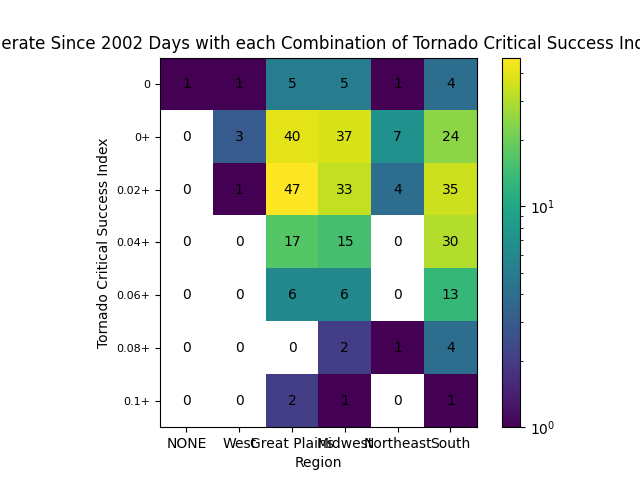 erate Since 2002 Days with each Combination of Tornado Critical Success Ind
Tornado Critical Success Index
0 1 1 5 5 1 4
0+ 0 3 40 37 7 24
0.02+ 0 1 47 33 4 35
0.04+ 0 0 17 15 0 30
0.06+ 0 0 6 6 0 13
0.08+ 0 0 0 2 1 4
0.1+ 0 0 2 1 0 1
NONE West Great Plains Midwest Northeast South
Region
10¹
10⁰